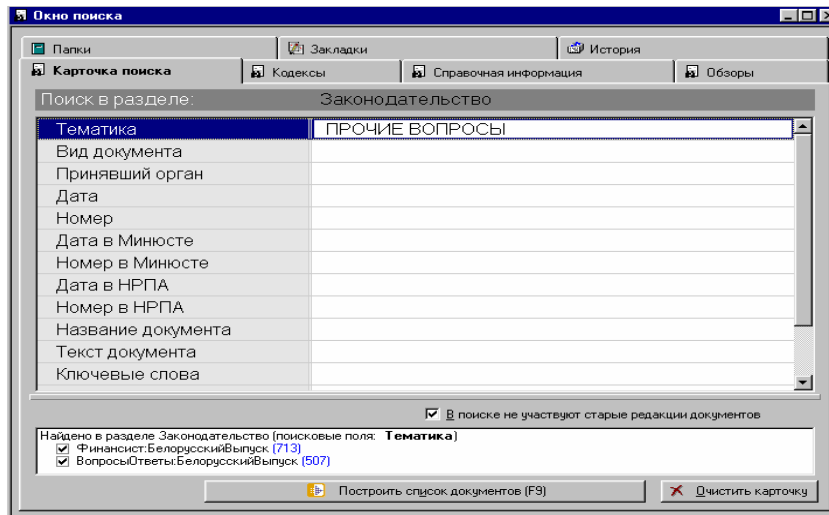 Окно поиска
Папки Закладки История
Карточка поиска Кодексы Справочная информация Обзоры
Поиск в разделе: Законодательство
Тематика ПРОЧИЕ ВОПРОСЫ
Вид документа
Принявший орган
Дата
Номер
Дата в Минюсте
Номер в Минюсте
Дата в НРПА
Номер в НРПА
Название документа
Текст документа
Ключевые слова
В поиске не участвуют старые редакции документов
Найдено в разделе Законодательство (поисковые поля: Тематика)
Финансист:БелорусскийВыпуск (713)
ВопросыОтветы:БелорусскийВыпуск (507)
Построить список документов (F9) Очистить карточку